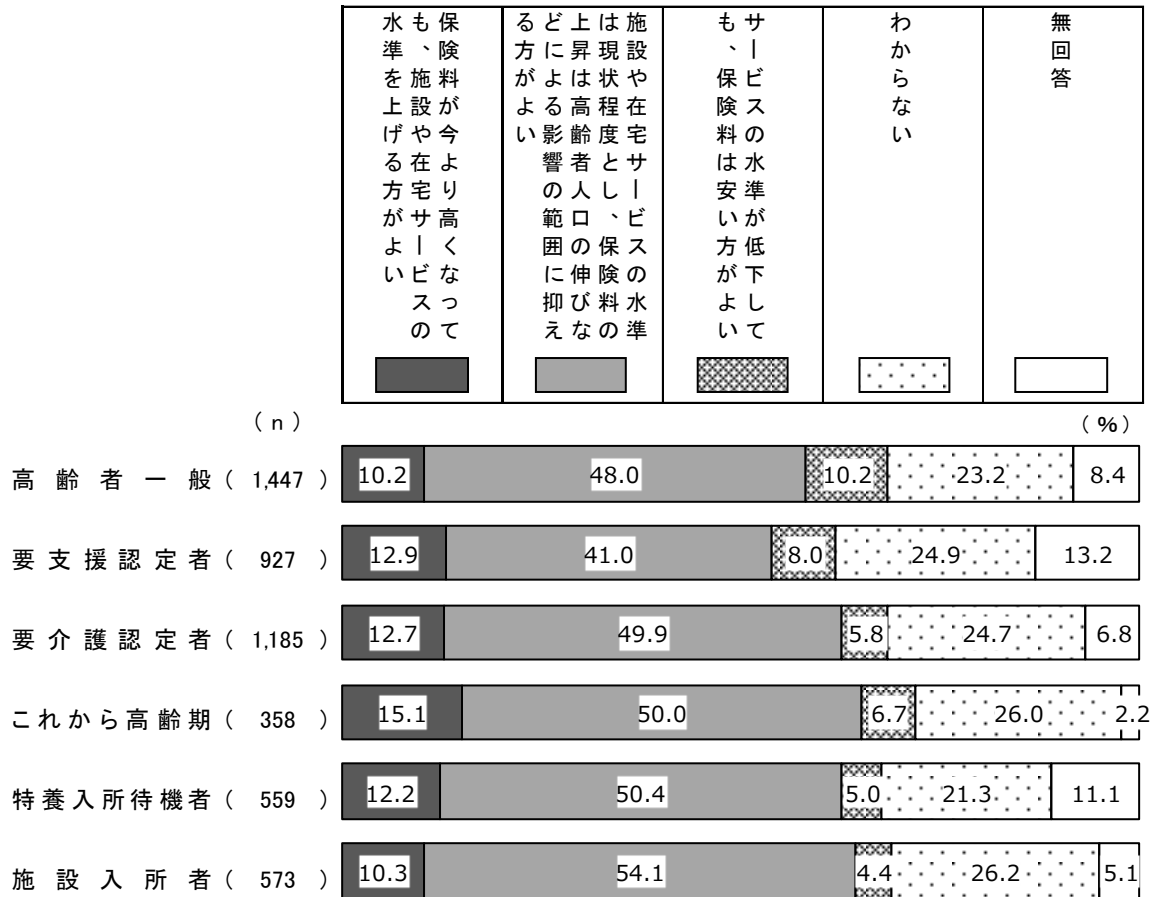 保険料が今より高くなって
も、施設や在宅サービスの
水準を上げる方がよい
施設や在宅サービスの水準
は現状程度とし、保険料の
上昇は高齢者人口の伸びな
どによる影響の範囲に抑え
る方がよい
サービスの水準が低下して
も、保険料は安い方がよい
わからない
無回答
(n) (%)
高齢者一般(1,447) 10.2 48.0 10.2 23.2 8.4
要支援認定者(927) 12.9 41.0 8.0 24.9 13.2
要介護認定者(1,185) 12.7 49.9 5.8 24.7 6.8
これから高齢期(358) 15.1 50.0 6.7 26.0 2.2
特養入所待機者(559) 12.2 50.4 5.0 21.3 11.1
施設入所者(573) 10.3 54.1 4.4 26.2 5.1